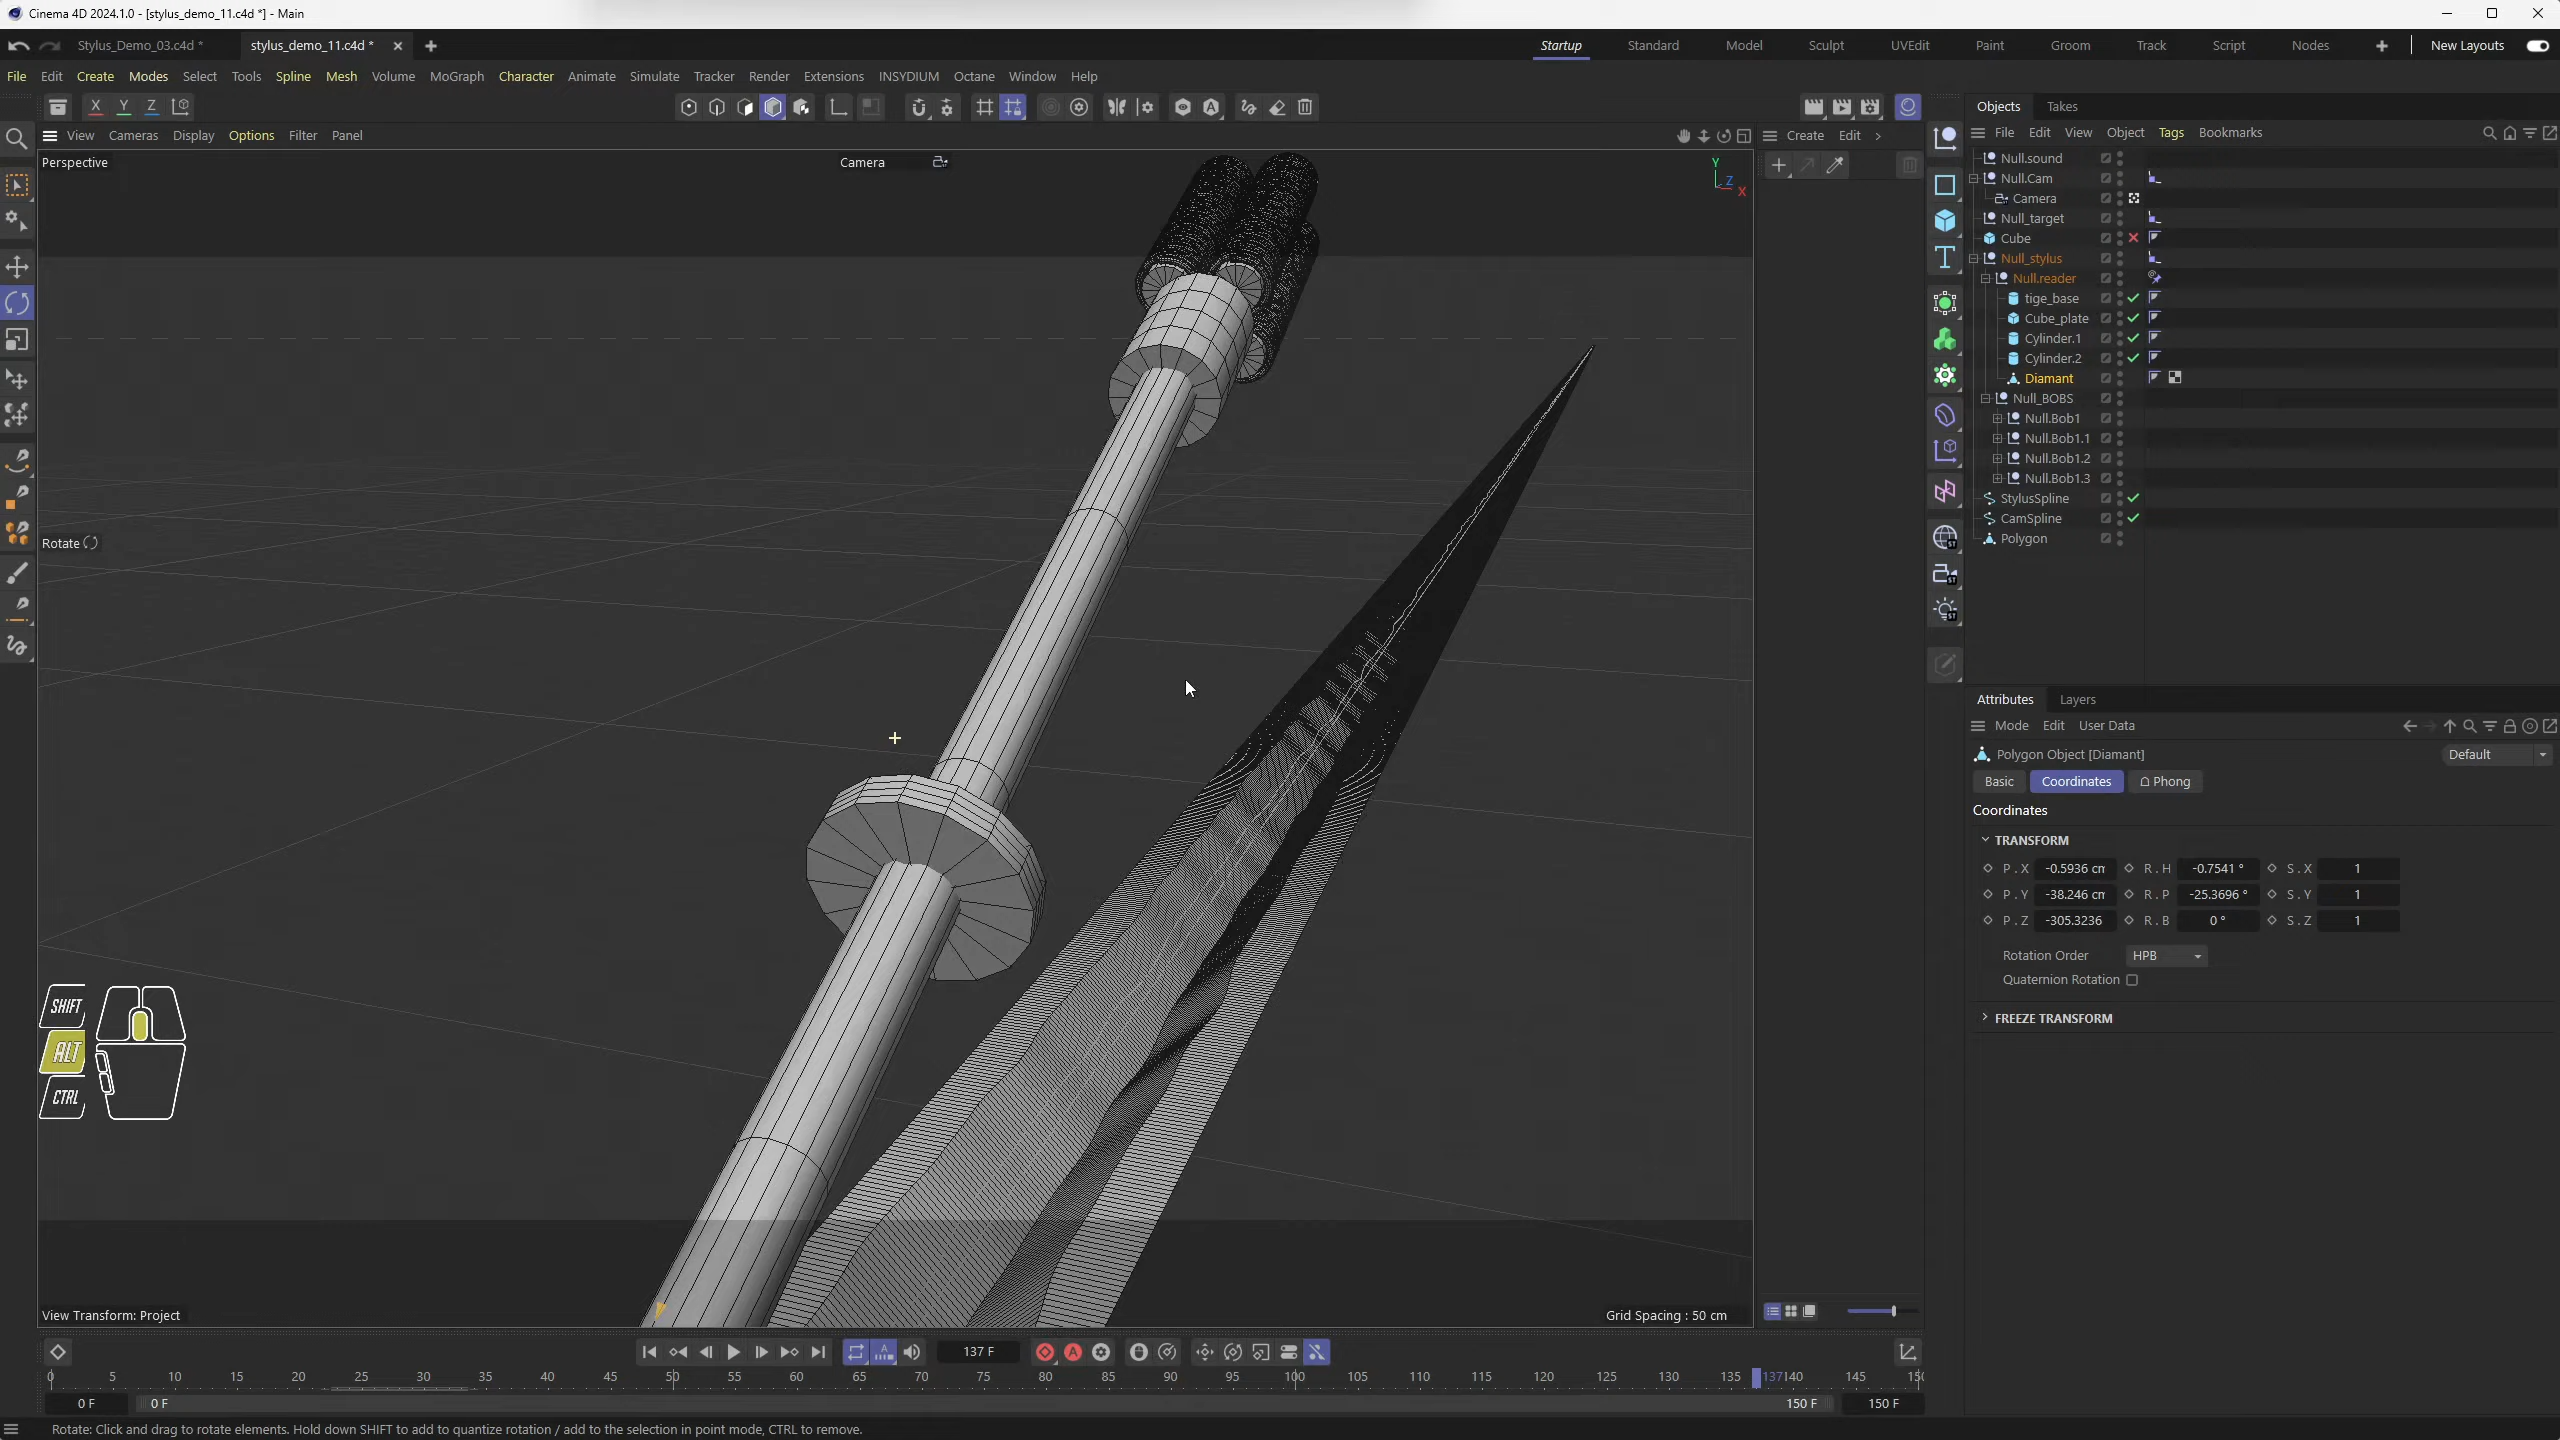 Cinema 4D 2024.1.0 - [stylus_demo_11.c4d *] - Main
Stylus_Demo_03.c4d *
stylus_demo_11.c4d *
Startup Standard Model Sculpt UVEdit Paint Groom Track Script Nodes New Layouts
File Edit Create Modes Select Tools Spline Mesh Volume MoGraph Character Animate Simulate Tracker Render Extensions INSYDIUM Octane Window Help
X Y Z
Objects Takes
View Cameras Display Options Filter Panel
Create Edit
File Edit View Object Tags Bookmarks
Perspective
Camera
Y
Z
X
Null.sound
Null.Cam
Camera
Null_target
Cube
Null_stylus
Null.reader
tige_base
Cube_plate
Cylinder.1
Cylinder.2
Diamant
Null_BOBS
Null.Bob1
Null.Bob1.1
Null.Bob1.2
Null.Bob1.3
StylusSpline
CamSpline
Polygon
Rotate
Attributes Layers
Mode Edit User Data
Polygon Object [Diamant]
Default
Basic Coordinates Phong
Coordinates
TRANSFORM
P . X -0.5936 cm R . H -0.7541 ° S . X 1
P . Y -38.246 cm R . P -25.3696 ° S . Y 1
P . Z -305.3236 R . B 0 ° S . Z 1
Rotation Order HPB
Quaternion Rotation
FREEZE TRANSFORM
SHIFT
ALT
CTRL
View Transform: Project
Grid Spacing : 50 cm
137 F
0 5 10 15 20 25 30 35 40 45 50 55 60 65 70 75 80 85 90 95 100 105 110 115 120 125 130 135 137 140 145 150
0 F 0 F 150 F 150 F
Rotate: Click and drag to rotate elements. Hold down SHIFT to add to quantize rotation / add to the selection in point mode, CTRL to remove.